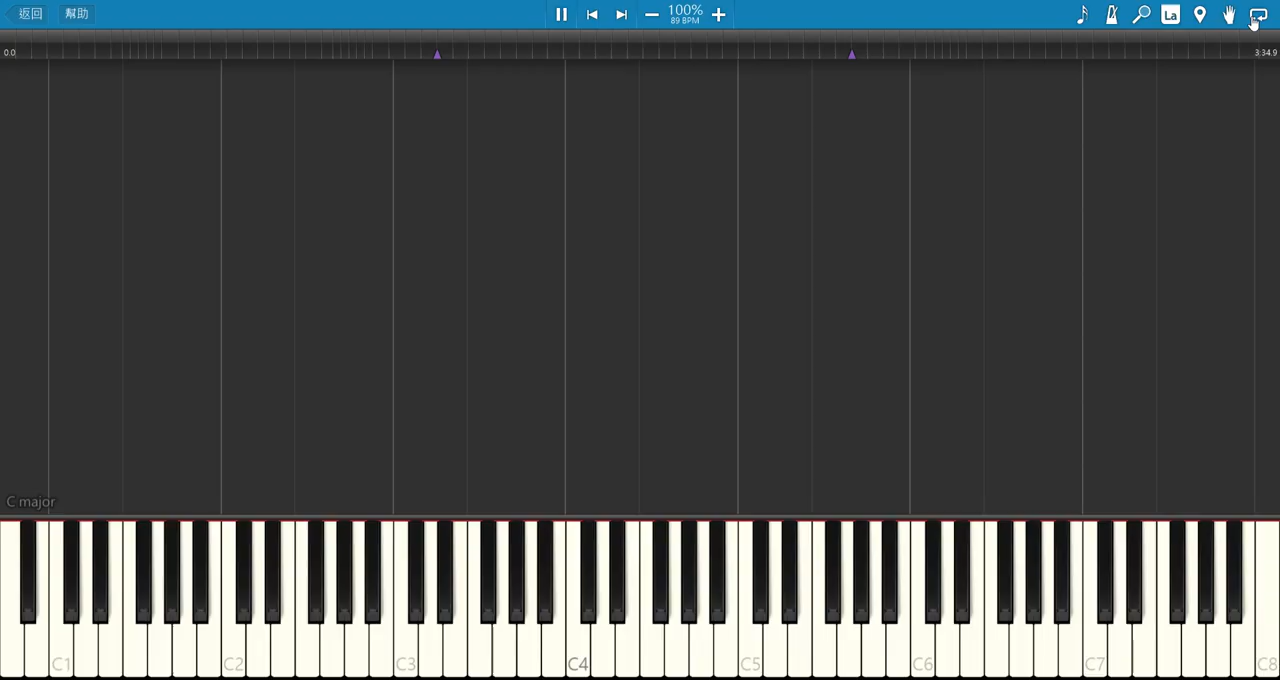 返回 幫助 100% La
89 BPM
0.0 3:34.9
C major
C1 C2 C3 C4 C5 C6 C7 C8